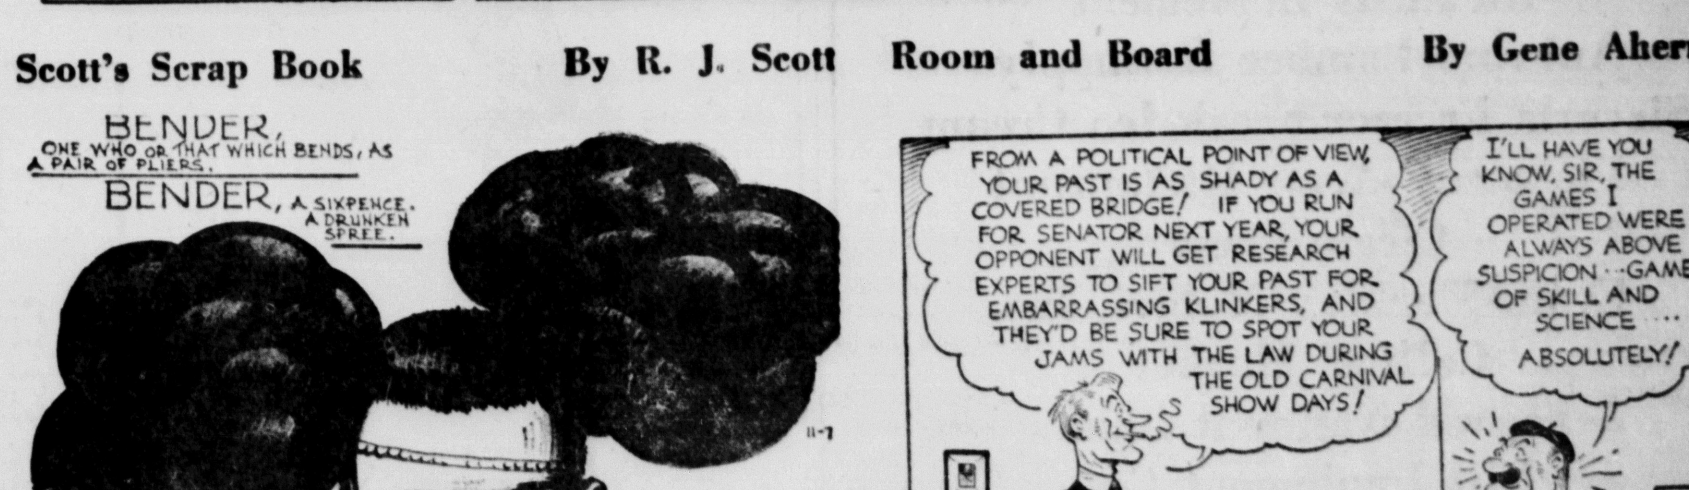 Scott's Scrap Book By R. J. Scott
BENDER,
ONE WHO OR THAT WHICH BENDS, AS
A PAIR OF PLIERS.
BENDER, A SIXPENCE.
A DRUNKEN
SPREE.
11-7
Room and Board By Gene Ahern
FROM A POLITICAL POINT OF VIEW,
YOUR PAST IS AS SHADY AS A
COVERED BRIDGE! IF YOU RUN
FOR SENATOR NEXT YEAR, YOUR
OPPONENT WILL GET RESEARCH
EXPERTS TO SIFT YOUR PAST FOR
EMBARRASSING KLINKERS, AND
THEY'D BE SURE TO SPOT YOUR
JAMS WITH THE LAW DURING
THE OLD CARNIVAL
SHOW DAYS!
I'LL HAVE YOU
KNOW, SIR, THE
GAMES I
OPERATED WERE
ALWAYS ABOVE
SUSPICION ··· GAME
OF SKILL AND
SCIENCE ····
ABSOLUTELY!